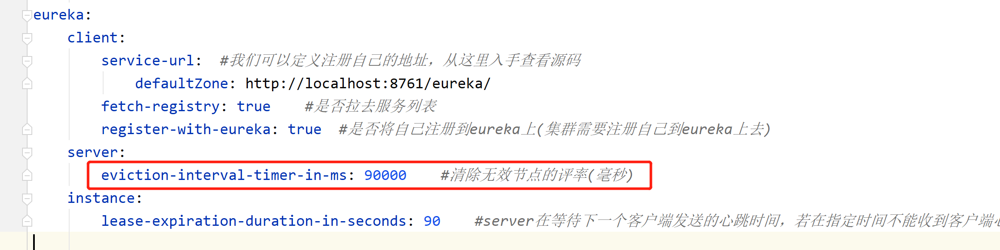 eureka:
client:
service-url: #我们可以定义注册自己的地址，从这里入手查看源码
defaultZone: http://localhost:8761/eureka/
fetch-registry: true #是否拉去服务列表
register-with-eureka: true #是否将自己注册到eureka上(集群需要注册自己到eureka上去)
server:
eviction-interval-timer-in-ms: 90000 #清除无效节点的评率(毫秒)
instance:
lease-expiration-duration-in-seconds: 90 #server在等待下一个客户端发送的心跳时间，若在指定时间不能收到客户端